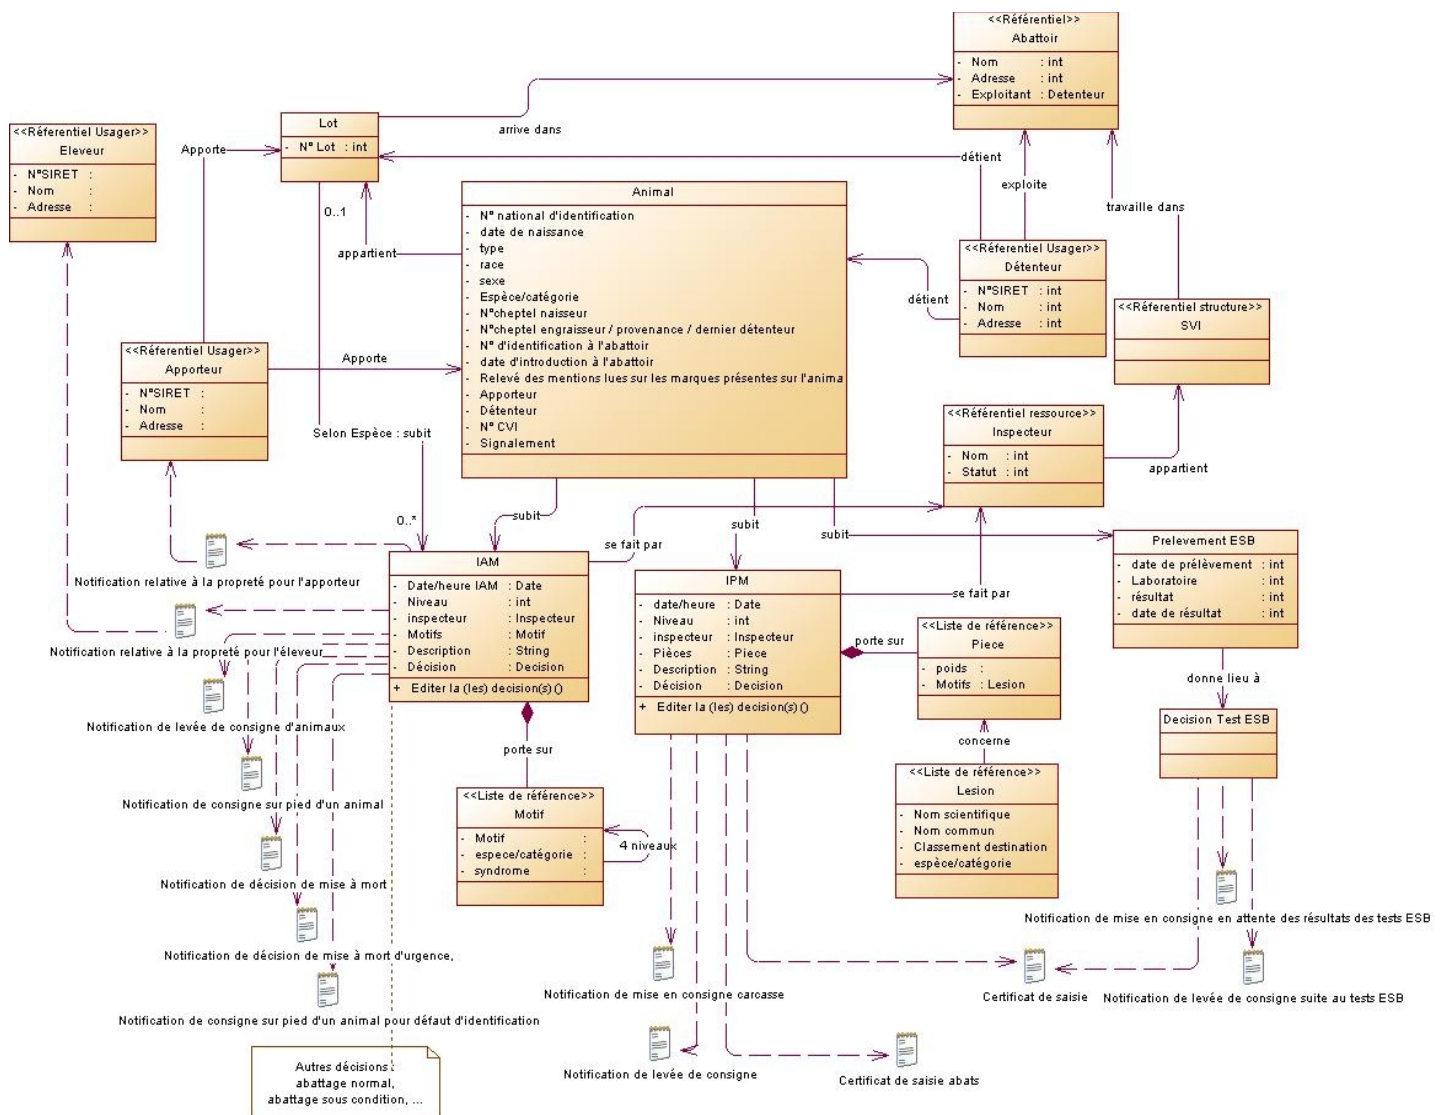 <<Référentiel>>
Abattoir
- Nom : int
- Adresse : int
- Exploitant : Detenteur
arrive dans
Lot
- N° Lot : int
<<Réferentiel Usager>>
Eleveur
- N°SIRET :
- Nom :
- Adresse :
Apporte
détient
exploite
travaille dans
0..1
appartient
Animal
- N° national d'identification
- date de naissance
- type
- race
- sexe
- Espèce/catégorie
- N°cheptel naisseur
- N°cheptel engraisseur / provenance / dernier détenteur
- N° d'identification à l'abattoir
- date d'introduction à l'abattoir
- Relevé des mentions lues sur les marques présentes sur l'anima
- Apporteur
- Détenteur
- N° CVI
- Signalement
<<Réferentiel Usager>>
Détenteur
- N°SIRET : int
- Nom : int
- Adresse : int
détient
<<Réferentiel structure>>
SVI
<<Réferentiel Usager>>
Apporteur
- N°SIRET :
- Nom :
- Adresse :
Apporte
Selon Espèce : subit
<<Référentiel ressource>>
Inspecteur
- Nom : int
- Statut : int
appartient
0..*
subit
se fait par
subit
subit
IAM
- Date/heure IAM : Date
- Niveau : int
- inspecteur : Inspecteur
- Motifs : Motif
- Description : String
- Décision : Decision
+ Editer la (les) decision(s) ()
IPM
- date/heure : Date
- Niveau : int
- inspecteur : Inspecteur
- Pièces : Piece
- Description : String
- Décision : Decision
+ Editer la (les) decision(s) ()
se fait par
Prelevement ESB
- date de prélèvement : int
- Laboratoire : int
- résultat : int
- date de résultat : int
porte sur
<<Liste de référence>>
Piece
- poids :
- Motifs : Lesion
donne lieu à
Decision Test ESB
concerne
<<Liste de référence>>
Lesion
- Nom scientifique
- Nom commun
- Classement destination
- espèce/catégorie
porte sur
<<Liste de référence>>
Motif
- Motif :
- espece/catégorie :
- syndrome :
4 niveaux
Notification relative à la propreté pour l'apporteur
Notification relative à la propreté pour l'éleveur
Notification de levée de consigne d'animaux
Notification de consigne sur pied d'un animal
Notification de décision de mise à mort
Notification de décision de mise à mort d'urgence,
Notification de consigne sur pied d'un animal pour défaut d'identification
Autres décisions :
abattage normal,
abattage sous condition, ...
Notification de mise en consigne carcasse
Notification de levée de consigne
Certificat de saisie abats
Certificat de saisie
Notification de mise en consigne en attente des résultats des tests ESB
Notification de levée de consigne suite au tests ESB